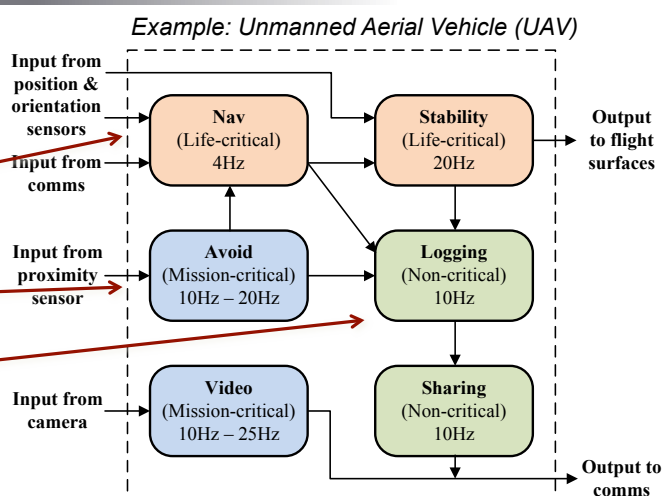 Example: Unmanned Aerial Vehicle (UAV)
Input from
position &
orientation
sensors
Input from
comms
Nav
(Life-critical)
4Hz
Stability
(Life-critical)
20Hz
Output
to flight
surfaces
Input from
proximity
sensor
Avoid
(Mission-critical)
10Hz – 20Hz
Logging
(Non-critical)
10Hz
Input from
camera
Video
(Mission-critical)
10Hz – 25Hz
Sharing
(Non-critical)
10Hz
Output to
comms